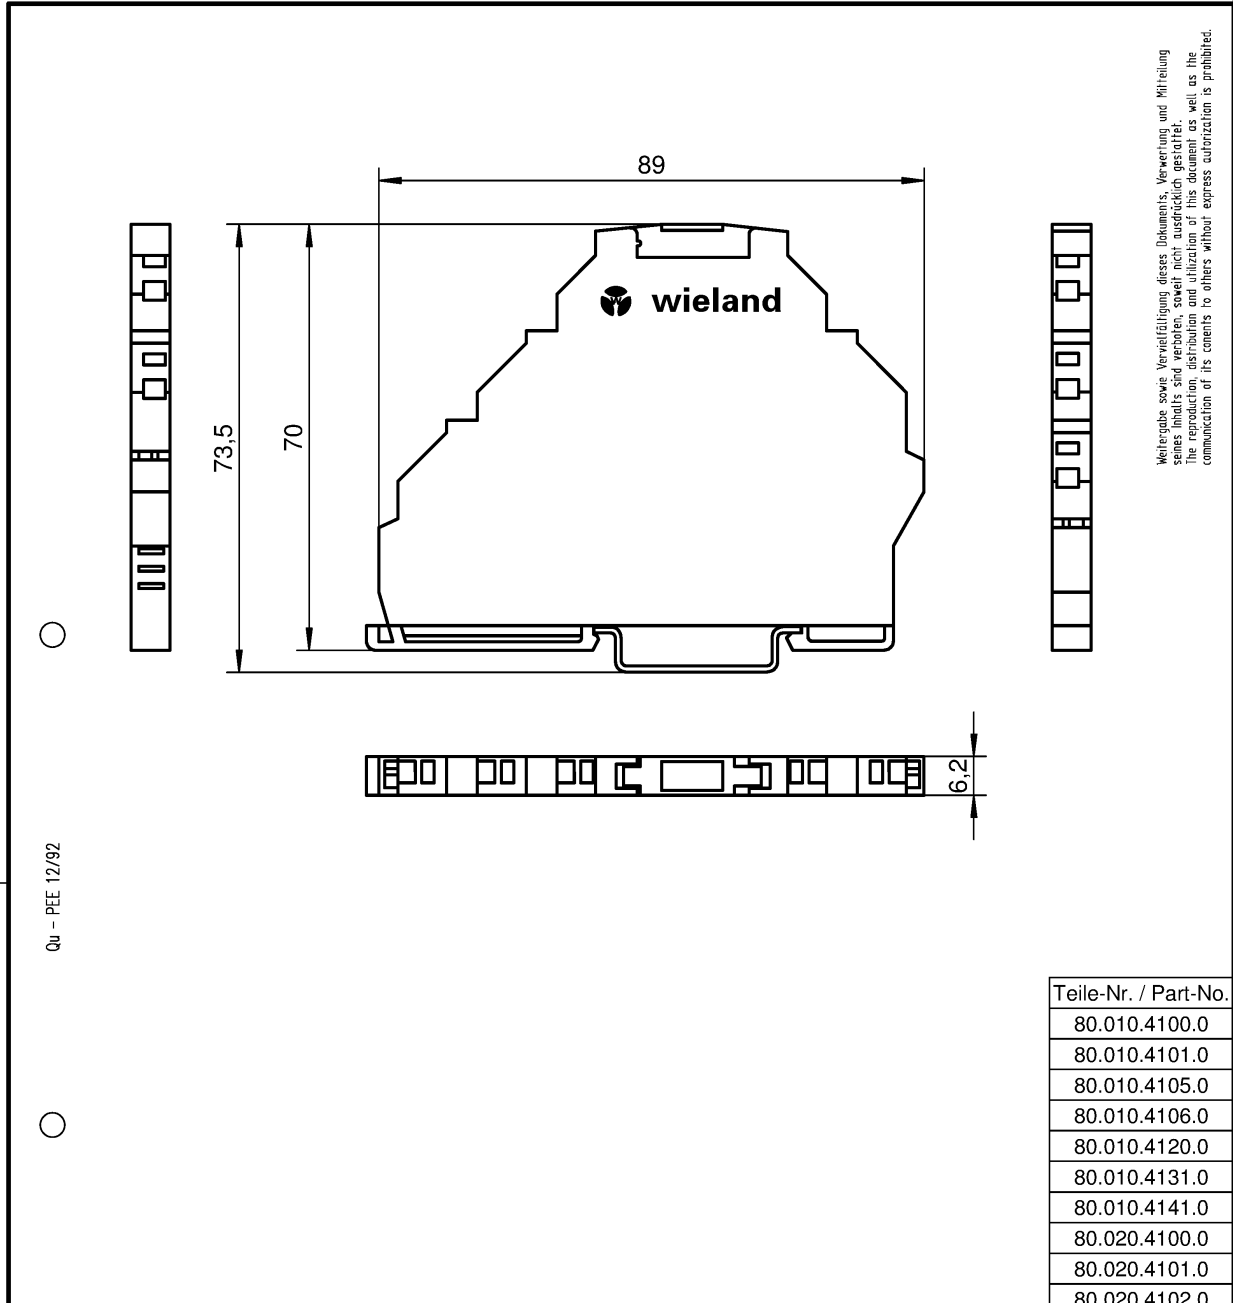 Weitergabe sowie Vervielfältigung dieses Dokuments, Verwertung und Mitteilung
seines Inhalts sind verboten, soweit nicht ausdrücklich gestattet.
The reproduction, distribution and utilization of this document as well as the
communication of its conents to others without express autorization is prohibited.
89
wieland
73,5
70
6,2
Qu - PEE 12/92
Teile-Nr. / Part-No.
80.010.4100.0
80.010.4101.0
80.010.4105.0
80.010.4106.0
80.010.4120.0
80.010.4131.0
80.010.4141.0
80.020.4100.0
80.020.4101.0
80.020.4102.0